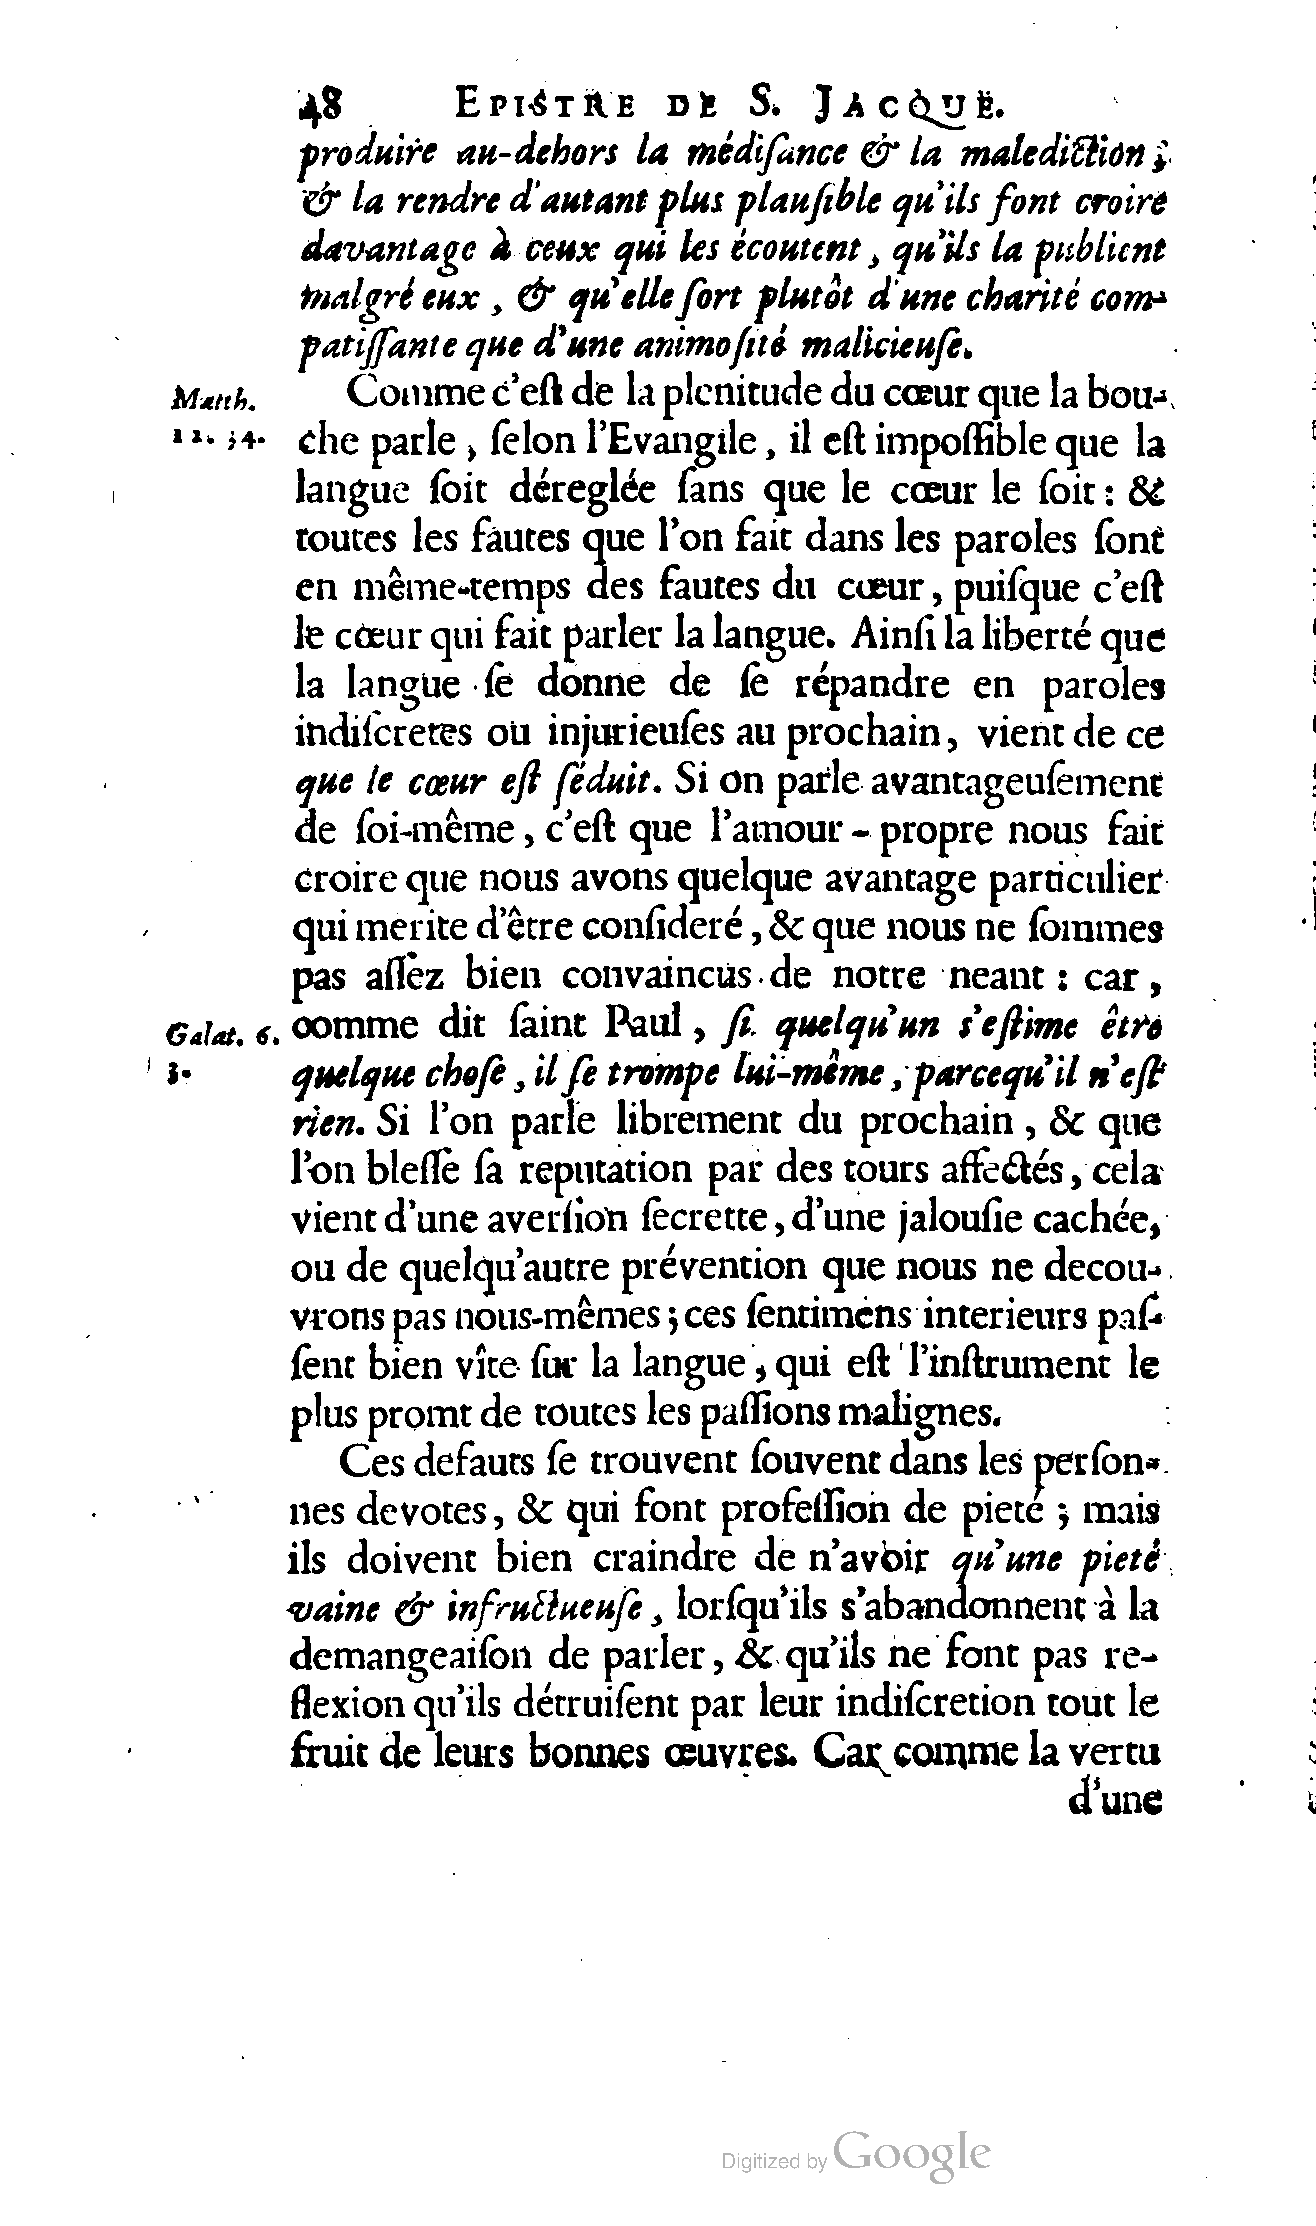 48 EPISTRE DE S. JACQUE.
produire au-dehors la médiſance & la malediction;
& la rendre d'autant plus plauſible qu'ils font croire
davantage à ceux qui les écoutent, qu'ils la publient
malgré eux, & qu'elle ſort plutôt d'une charité com-
patiſſante que d'une animoſité malicieuſe.
Matth. Comme c'eſt de la plenitude du cœur que la bou-
12. 34. che parle, ſelon l'Evangile, il eſt impoſſible que la
langue ſoit déreglée ſans que le cœur le ſoit: &
toutes les fautes que l'on fait dans les paroles ſont
en même-temps des fautes du cœur, puiſque c'eſt
le cœur qui fait parler la langue. Ainſi la liberté que
la langue ſe donne de ſe répandre en paroles
indiſcretes ou injurieuſes au prochain, vient de ce
que le cœur eſt ſéduit. Si on parle avantageuſement
de ſoi-même, c'eſt que l'amour-propre nous fait
croire que nous avons quelque avantage particulier
qui merite d'être conſideré, & que nous ne ſommes
pas aſſez bien convaincus de notre neant: car,
Galat. 6. comme dit ſaint Paul, ſi quelqu'un s'eſtime être
3. quelque choſe, il ſe trompe lui-même, parcequ'il n'eſt
rien. Si l'on parle librement du prochain, & que
l'on bleſſe ſa reputation par des tours affectés, cela
vient d'une averſion ſecrette, d'une jalouſie cachée,
ou de quelqu'autre prévention que nous ne decou-
vrons pas nous-mêmes; ces ſentimens interieurs paſ-
ſent bien vîte ſur la langue, qui eſt l'inſtrument le
plus promt de toutes les paſſions malignes.
Ces defauts ſe trouvent ſouvent dans les perſon-
nes devotes, & qui font profeſſion de pieté; mais
ils doivent bien craindre de n'avoir qu'une pieté
vaine & infructueuſe, lorſqu'ils s'abandonnent à la
demangeaiſon de parler, & qu'ils ne font pas re-
flexion qu'ils détruiſent par leur indiſcretion tout le
fruit de leurs bonnes œuvres. Car comme la vertu
d'une
Digitized by Google